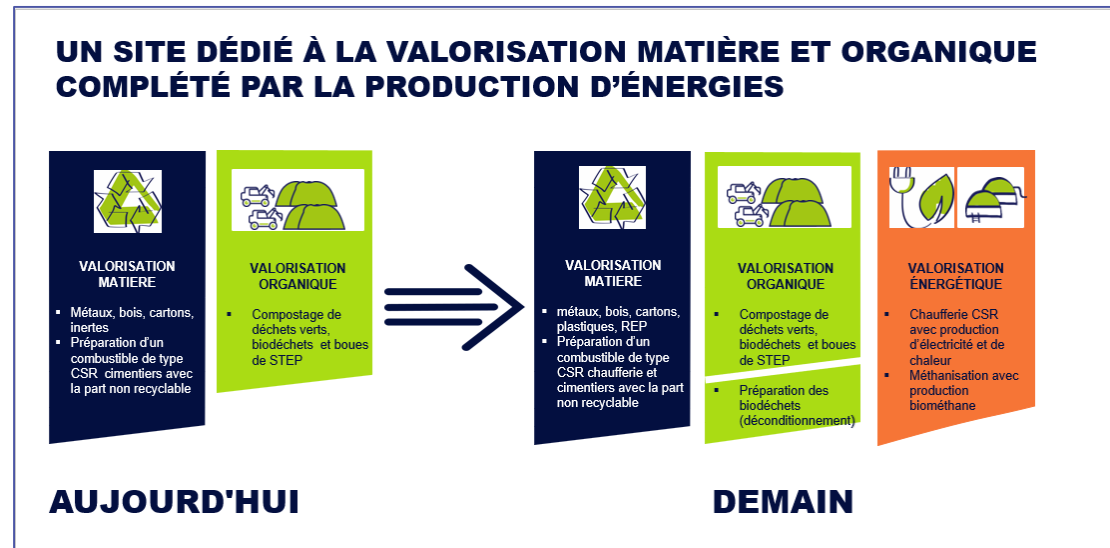 UN SITE DÉDIÉ À LA VALORISATION MATIÈRE ET ORGANIQUE
COMPLÉTÉ PAR LA PRODUCTION D'ÉNERGIES
VALORISATION
MATIERE
▪ Métaux, bois, cartons,
inertes
▪ Préparation d'un
combustible de type
CSR cimentiers avec
la part non recyclable
VALORISATION
ORGANIQUE
▪ Compostage de
déchets verts,
biodéchets et boues
de STEP
AUJOURD'HUI
VALORISATION
MATIERE
▪ métaux, bois, cartons,
plastiques, REP
▪ Préparation d'un
combustible de type
CSR chaufferie et
cimentiers avec la part
non recyclable
VALORISATION
ORGANIQUE
▪ Compostage de
déchets verts,
biodéchets et boues
de STEP
▪ Préparation des
biodéchets
(déconditionnement)
VALORISATION
ÉNERGÉTIQUE
▪ Chaufferie CSR
avec production
d'électricité et de
chaleur
▪ Méthanisation avec
production
biométhane
DEMAIN